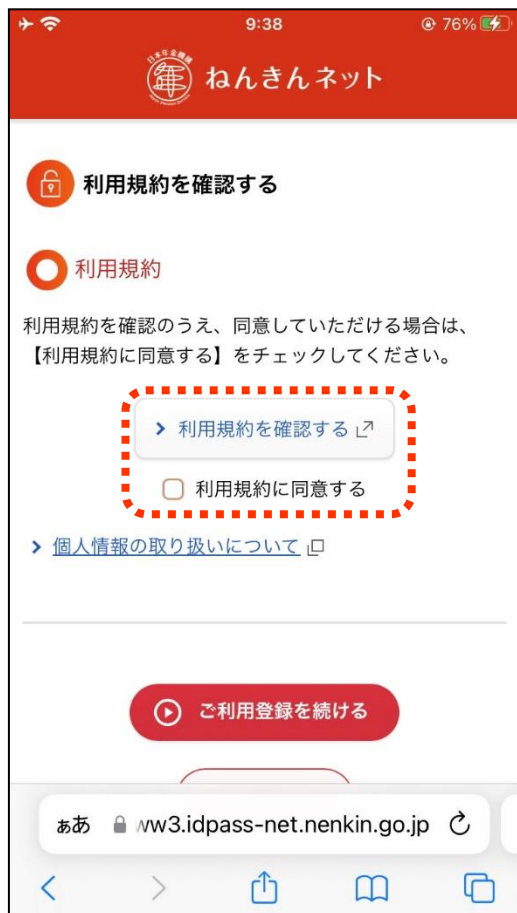 9:38
76%
日本年金機構
年
ねんきんネット
利用規約を確認する
利用規約
利用規約を確認のうえ、同意していただける場合は、
【利用規約に同意する】をチェックしてください。
利用規約を確認する
利用規約に同意する
個人情報の取り扱いについて
ご利用登録を続ける
ぁあ
ww3.idpass-net.nenkin.go.jp